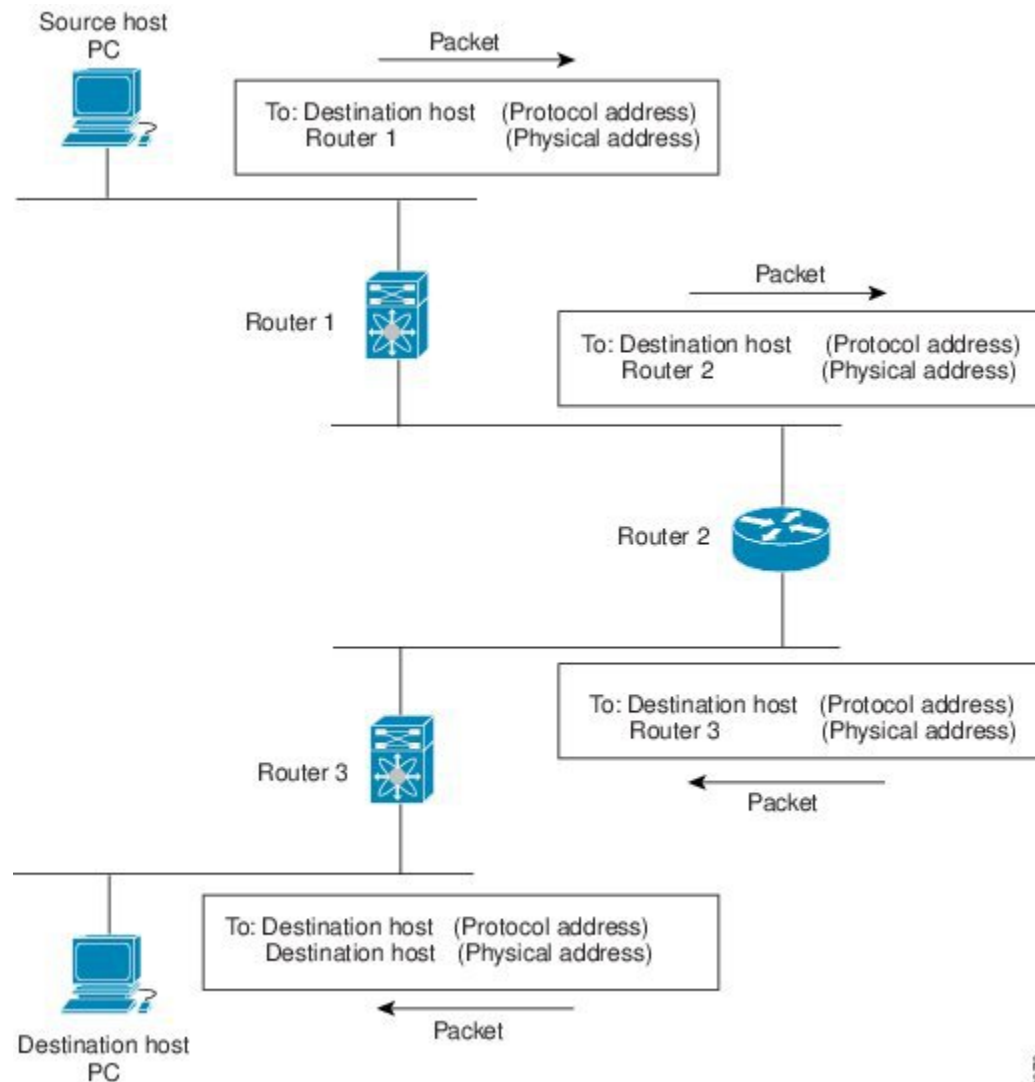 Source host
PC
Packet
To: Destination host (Protocol address)
Router 1 (Physical address)
Router 1
Packet
To: Destination host (Protocol address)
Router 2 (Physical address)
Router 2
To: Destination host (Protocol address)
Router 3 (Physical address)
Router 3
Packet
To: Destination host (Protocol address)
Destination host (Physical address)
Packet
Destination host
PC